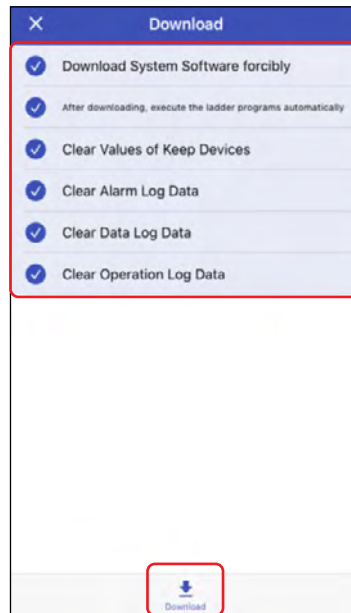 Download
Download System Software forcibly
After downloading, execute the ladder programs automatically
Clear Values of Keep Devices
Clear Alarm Log Data
Clear Data Log Data
Clear Operation Log Data
Download